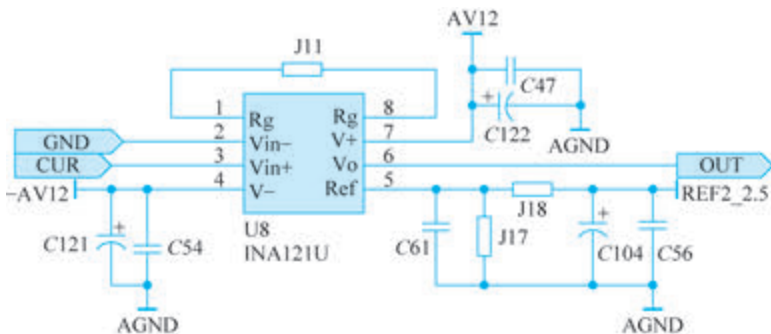 AV12
J11
C47
C122
AGND
1
Rg
Rg
8
GND
2
Vin−
V+
7
CUR
3
Vin+
Vo
6
OUT
−AV12
4
V−
Ref
5
REF2_2.5
J18
C121
C54
U8
INA121U
C61
J17
C104
C56
AGND
AGND